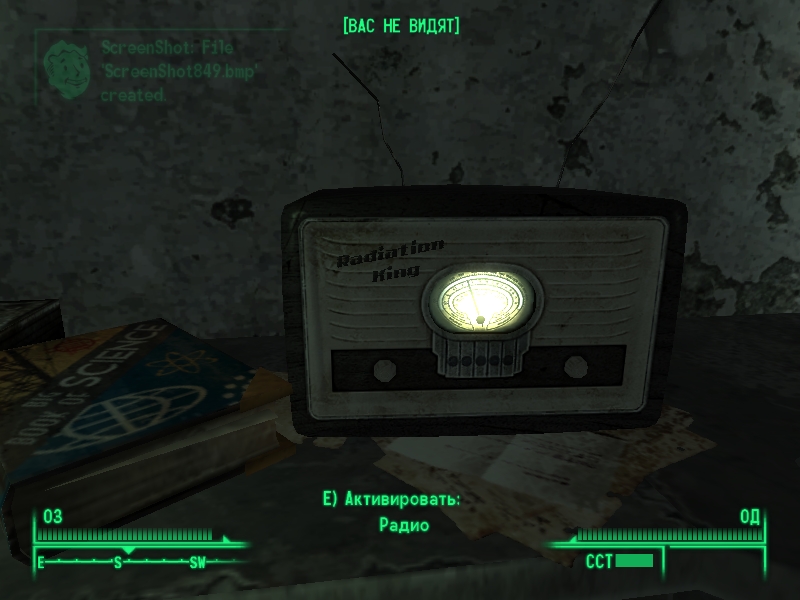 [ВАС НЕ ВИДЯТ]
ScreenShot: File
'ScreenShot849.bmp'
created.
Radiation
King
BIG
BOOK OF SCIENCE
E) Активировать:
Радио
ОЗ
ОД
E S SW
ССТ